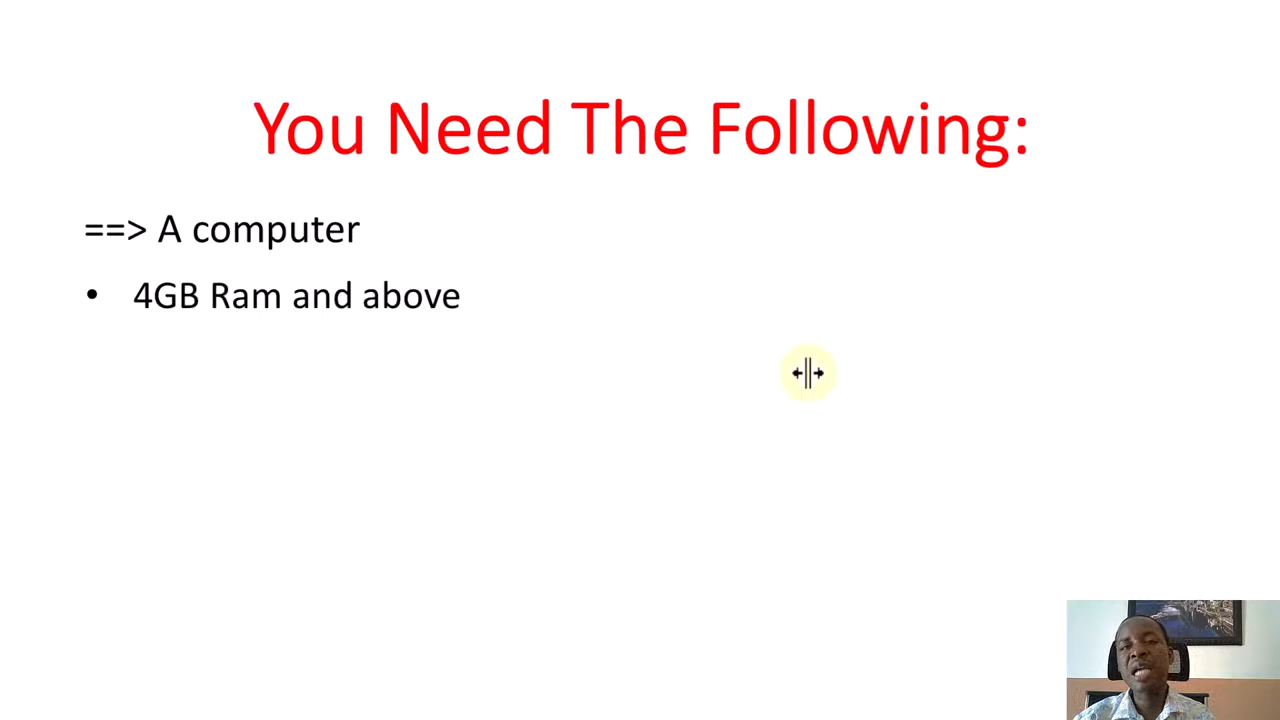 You Need The Following:
==> A computer
• 4GB Ram and above